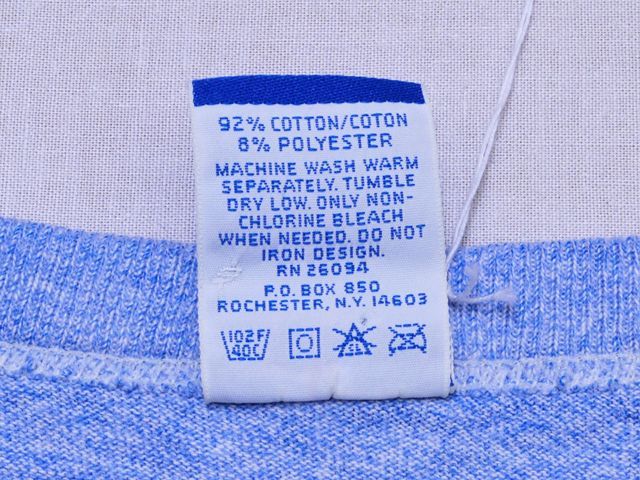 92% COTTON/COTON
8% POLYESTER
MACHINE WASH WARM
SEPARATELY. TUMBLE
DRY LOW. ONLY NON-
CHLORINE BLEACH
WHEN NEEDED. DO NOT
IRON DESIGN.
RN 26094
P.O. BOX 850
ROCHESTER, N.Y. 14603
102F
40C CL